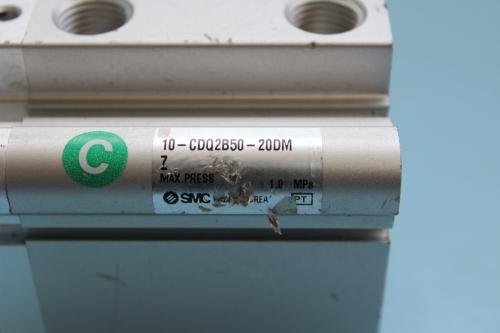 C
10-CDQ2B50-20DM
Z
MAX.PRESS 1.0 MPa
SMC PT